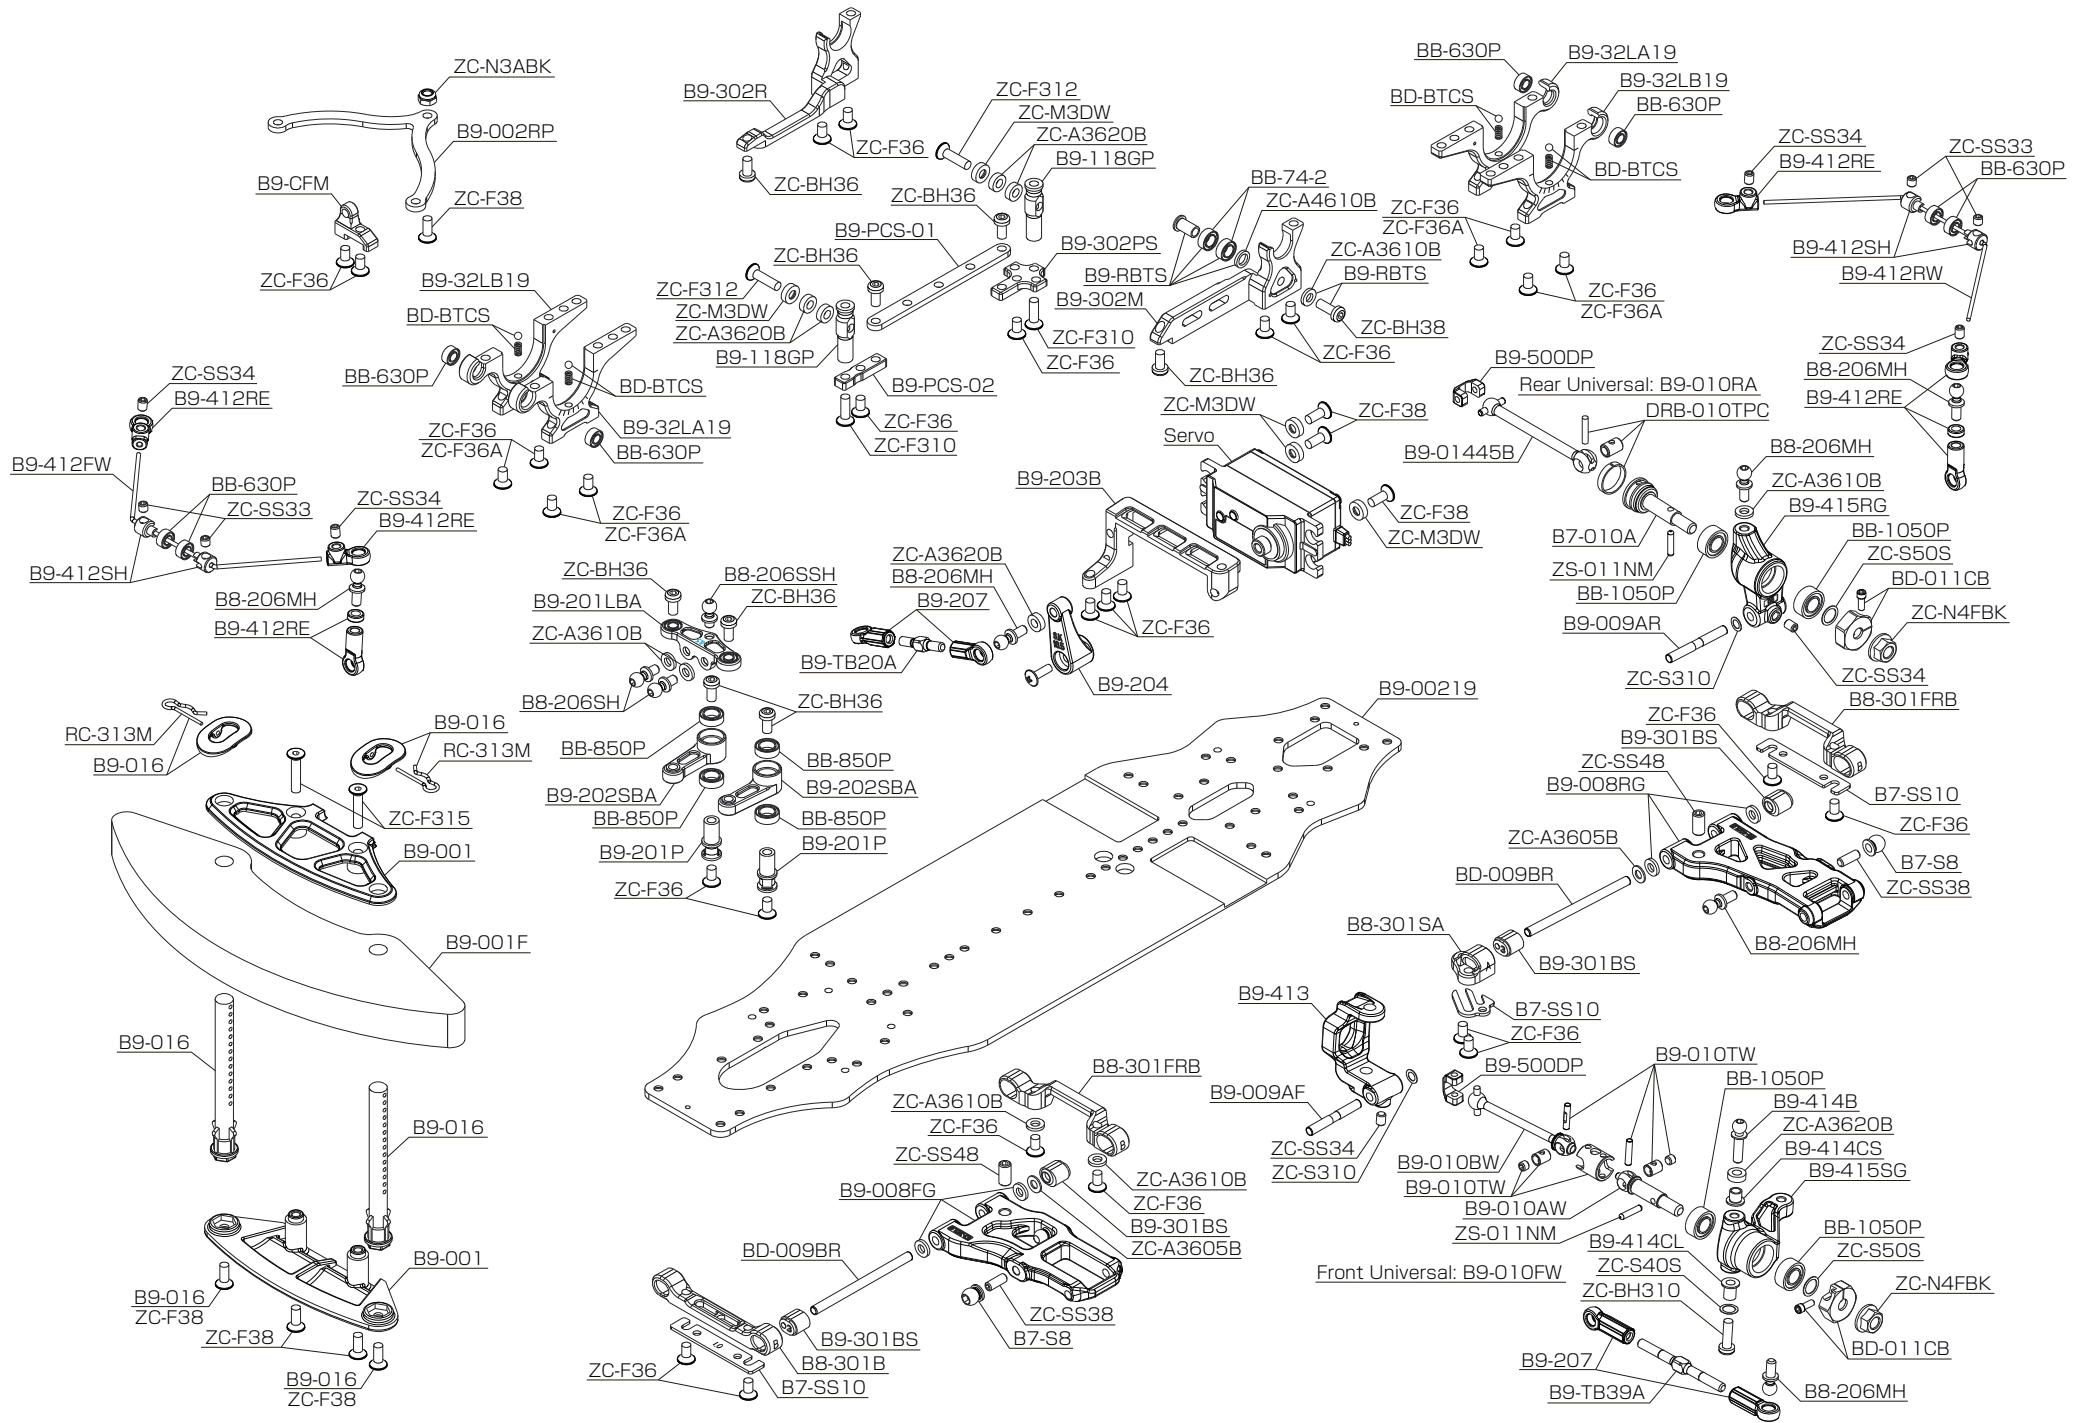 ZC-N3ABK
B9-002RP
B9-CFM
ZC-F38
ZC-F36
B9-302R
ZC-F36
ZC-BH36
ZC-F312
ZC-M3DW
ZC-A3620B
B9-118GP
ZC-BH36
B9-PCS-01
B9-302PS
ZC-BH36
ZC-F312
ZC-M3DW
ZC-A3620B
B9-118GP
ZC-F310
ZC-F36
B9-PCS-02
ZC-F36
ZC-F310
BB-74-2
ZC-A4610B
ZC-A3610B
B9-RBTS
B9-RBTS
B9-302M
ZC-BH38
ZC-F36
ZC-BH36
BB-630P
B9-32LA19
B9-32LB19
BD-BTCS
BB-630P
BD-BTCS
ZC-F36
ZC-F36A
ZC-F36
ZC-F36A
ZC-SS34
B9-412RE
ZC-SS33
BB-630P
B9-412SH
B9-412RW
ZC-SS34
B8-206MH
B9-412RE
B9-32LB19
BD-BTCS
BB-630P
BD-BTCS
B9-32LA19
BB-630P
ZC-F36
ZC-F36A
ZC-F36
ZC-F36A
ZC-SS34
B9-412RE
B9-412FW
BB-630P
ZC-SS33
ZC-SS34
B9-412RE
B9-412SH
B8-206MH
B9-412RE
ZC-M3DW
ZC-F38
Servo
B9-203B
ZC-F38
ZC-M3DW
ZC-F36
B9-500DP
Rear Universal: B9-010RA
DRB-010TPC
B9-01445B
B8-206MH
ZC-A3610B
B9-415RG
B7-010A
BB-1050P
ZC-S50S
ZS-011NM
BD-011CB
BB-1050P
ZC-N4FBK
B9-009AR
ZC-S310
ZC-SS34
ZC-A3620B
B8-206MH
B9-207
B9-TB20A
B9-204
ZC-BH36
B8-206SSH
ZC-BH36
B9-201LBA
ZC-A3610B
B8-206SH
ZC-BH36
BB-850P
BB-850P
B9-202SBA
B9-202SBA
BB-850P
BB-850P
B9-201P
B9-201P
ZC-F36
B9-00219
RC-313M
B9-016
B9-016
RC-313M
ZC-F315
B9-001
B9-001F
B9-016
B9-016
B9-001
B9-016
ZC-F38
ZC-F38
B9-016
ZC-F38
B8-301FRB
ZC-F36
B9-301BS
ZC-SS48
B9-008RG
B7-SS10
ZC-F36
ZC-A3605B
B7-S8
BD-009BR
ZC-SS38
B8-301SA
B8-206MH
B9-301BS
A
B7-SS10
ZC-F36
B9-413
B9-500DP
B9-009AF
ZC-SS34
ZC-S310
B9-010TW
BB-1050P
B9-414B
ZC-A3620B
B9-414CS
B9-415SG
B9-010BW
B9-010TW
B9-010AW
ZS-011NM
Front Universal: B9-010FW
B9-414CL
ZC-S40S
ZC-BH310
BB-1050P
ZC-S50S
ZC-N4FBK
BD-011CB
B9-207
B9-TB39A
B8-206MH
B8-301FRB
ZC-A3610B
ZC-F36
ZC-SS48
ZC-A3610B
B9-008FG
ZC-F36
B9-301BS
ZC-A3605B
BD-009BR
ZC-SS38
B7-S8
B9-301BS
B8-301B
B7-SS10
ZC-F36